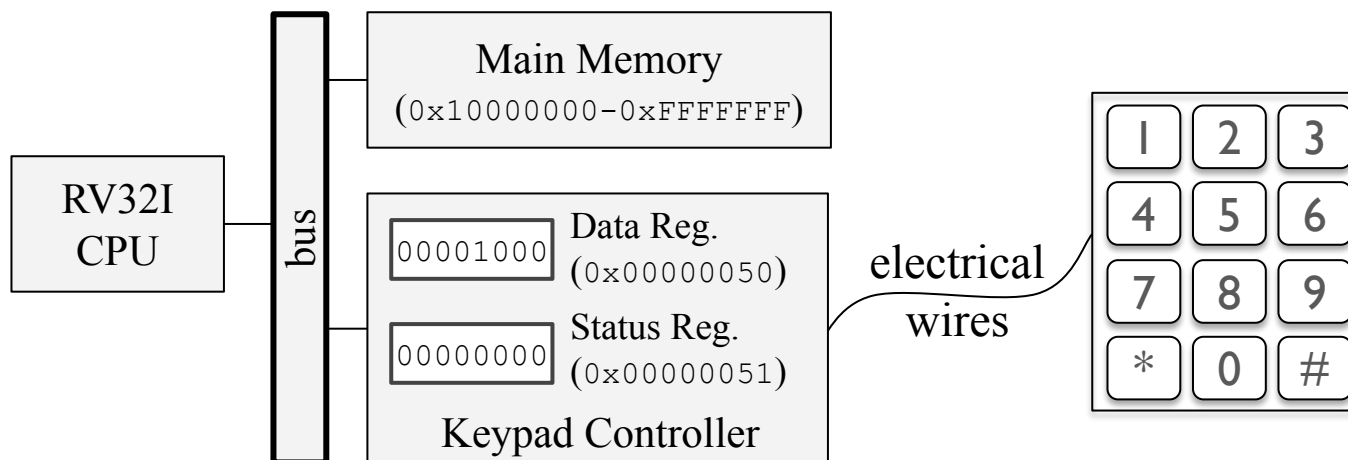 RV32I
CPU
bus
Main Memory
(0x10000000-0xFFFFFFF)
00001000
Data Reg.
(0x00000050)
00000000
Status Reg.
(0x00000051)
Keypad Controller
electrical
wires
1 2 3
4 5 6
7 8 9
* 0 #